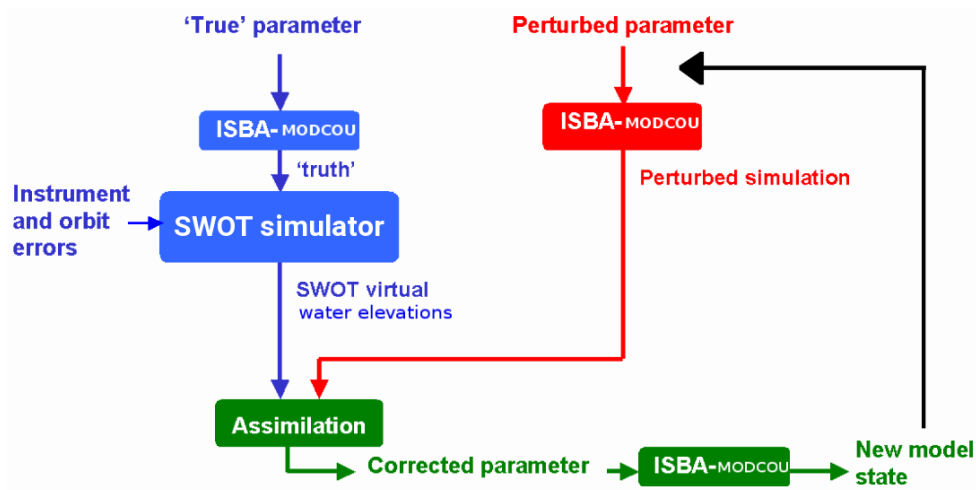 'True' parameter
Perturbed parameter
ISBA-MODCOU
ISBA-MODCOU
'truth'
Perturbed simulation
Instrument
and orbit
errors
SWOT simulator
SWOT virtual
water elevations
Assimilation
Corrected parameter
ISBA-MODCOU
New model
state